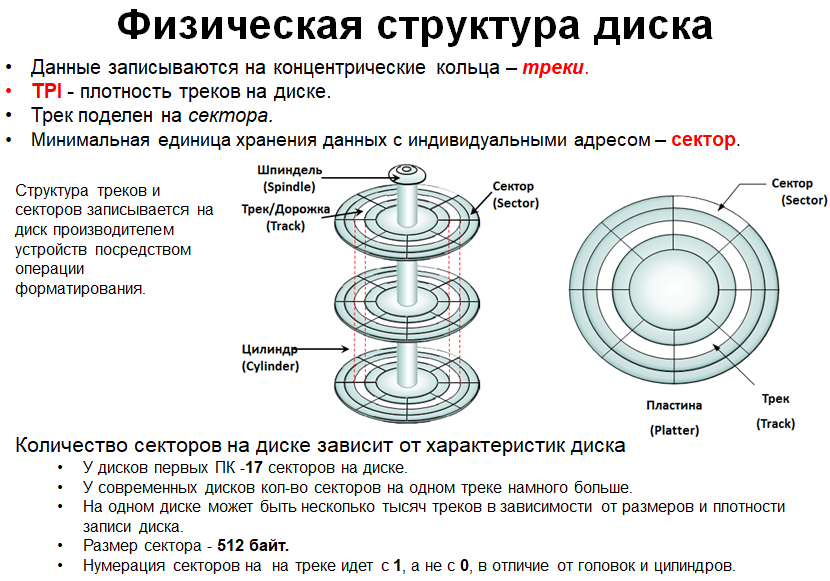 Физическая структура диска
• Данные записываются на концентрические кольца – треки.
• TPI - плотность треков на диске.
• Трек поделен на сектора.
• Минимальная единица хранения данных с индивидуальными адресом – сектор.
Структура треков и
секторов записывается на
диск производителем
устройств посредством
операции
форматирования.
Шпиндель
(Spindle)
Трек/Дорожка
(Track)
Сектор
(Sector)
Цилиндр
(Cylinder)
Сектор
(Sector)
Пластина
(Platter)
Трек
(Track)
Количество секторов на диске зависит от характеристик диска
• У дисков первых ПК -17 секторов на диске.
• У современных дисков кол-во секторов на одном треке намного больше.
• На одном диске может быть несколько тысяч треков в зависимости от размеров и плотности
записи диска.
• Размер сектора - 512 байт.
• Нумерация секторов на на треке идет с 1, а не с 0, в отличие от головок и цилиндров.